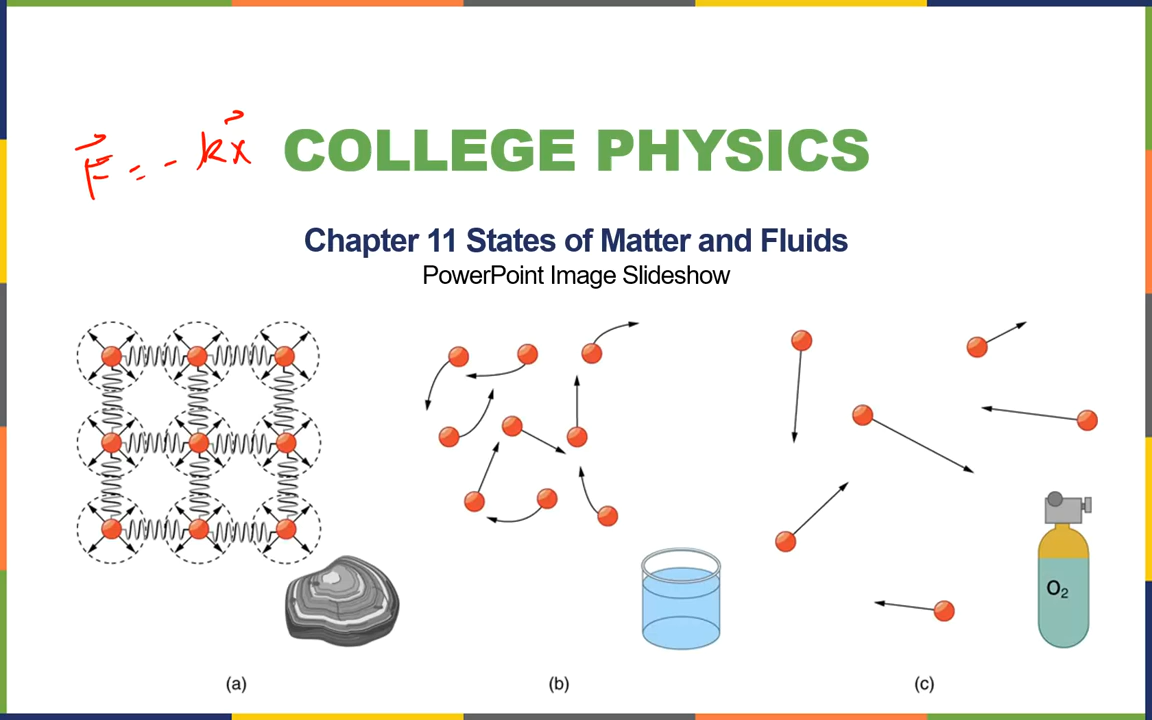 F⃗ = - kx⃗
COLLEGE PHYSICS
Chapter 11 States of Matter and Fluids
PowerPoint Image Slideshow
O₂
(a) (b) (c)